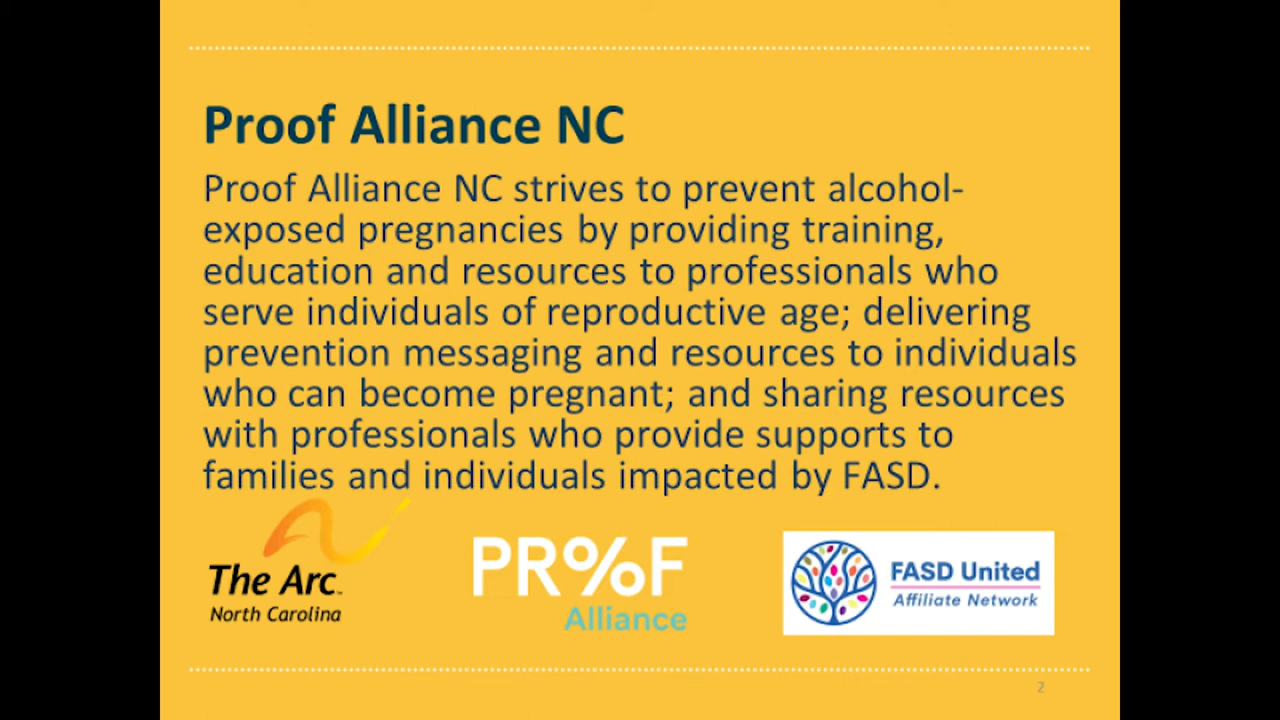 Proof Alliance NC
Proof Alliance NC strives to prevent alcohol-
exposed pregnancies by providing training,
education and resources to professionals who
serve individuals of reproductive age; delivering
prevention messaging and resources to individuals
who can become pregnant; and sharing resources
with professionals who provide supports to
families and individuals impacted by FASD.
The Arc™
North Carolina
PR%F
Alliance
FASD United
Affiliate Network
2